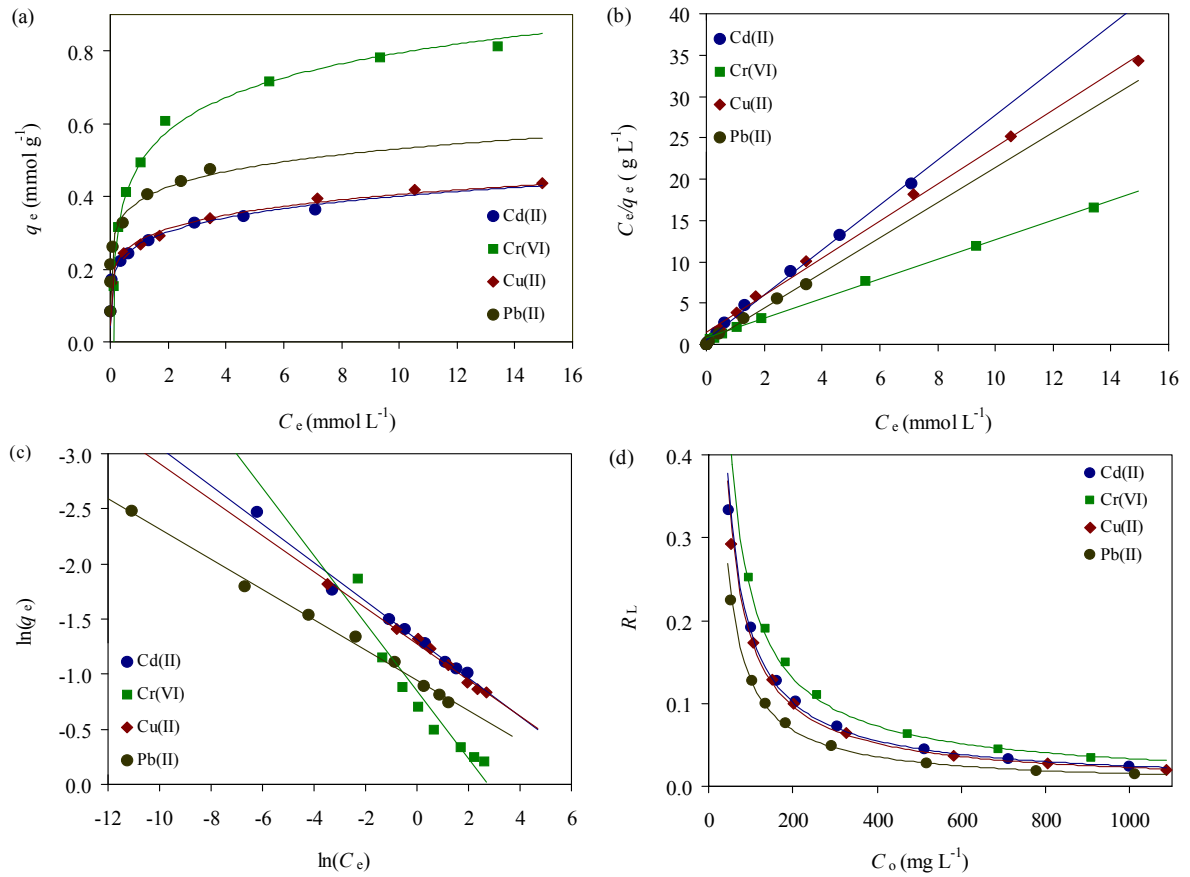 (a)
q e (mmol g-1)
0.8
0.6
0.4
0.2
0.0
Cd(II)
Cr(VI)
Cu(II)
Pb(II)
0 2 4 6 8 10 12 14 16
C e (mmol L-1)
(b)
C e/q e ( g L-1)
40
35
30
25
20
15
10
5
0
Cd(II)
Cr(VI)
Cu(II)
Pb(II)
0 2 4 6 8 10 12 14 16
C e (mmol L-1)
(c)
ln(q e)
-3.0
-2.5
-2.0
-1.5
-1.0
-0.5
0.0
Cd(II)
Cr(VI)
Cu(II)
Pb(II)
-12 -10 -8 -6 -4 -2 0 2 4 6
ln(C e)
(d)
R L
0.4
0.3
0.2
0.1
0.0
Cd(II)
Cr(VI)
Cu(II)
Pb(II)
0 200 400 600 800 1000
C o (mg L-1)